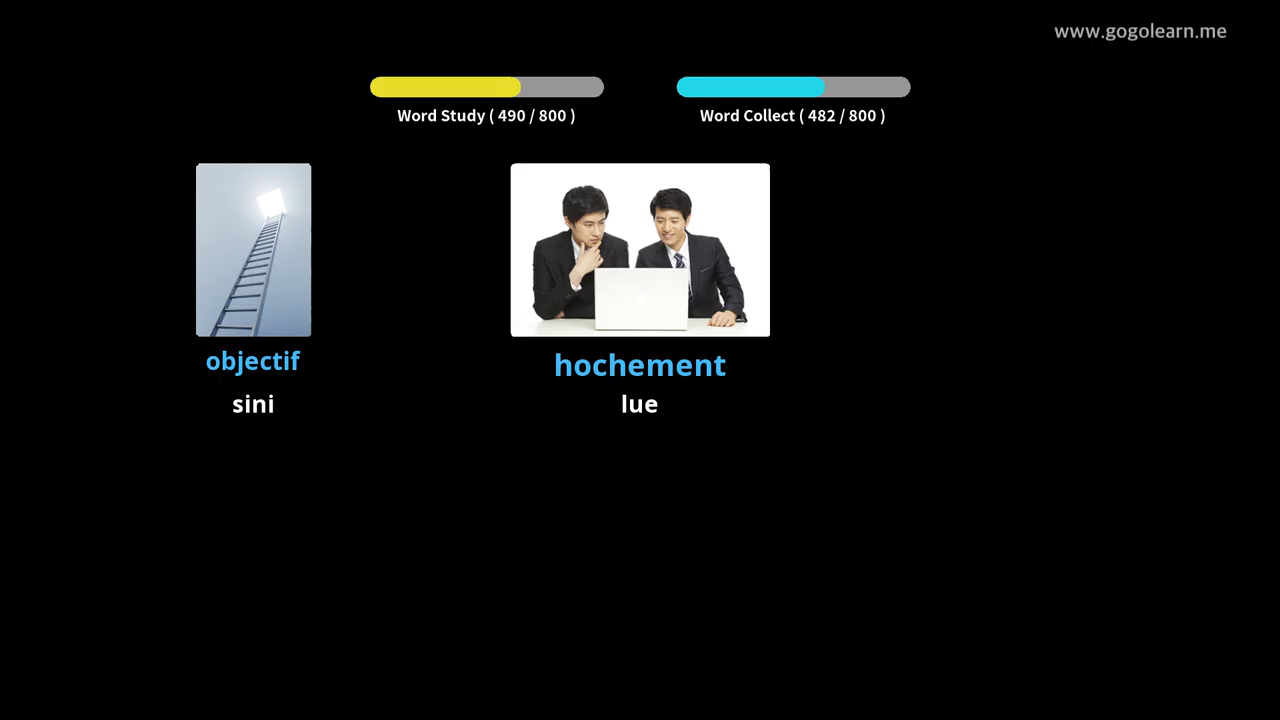 www.gogolearn.me
Word Study ( 490 / 800 )
Word Collect ( 482 / 800 )
objectif
hochement
sini
lue